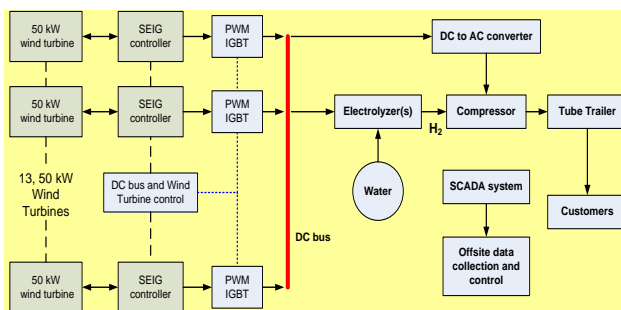 50 kW
wind turbine
SEIG
controller
PWM
IGBT
DC to AC converter
50 kW
wind turbine
SEIG
controller
PWM
IGBT
Electrolyzer(s)
H2
Compressor
Tube Trailer
13, 50 kW
Wind
Turbines
DC bus and Wind
Turbine control
Water
SCADA system
Customers
DC bus
Offsite data
collection and
control
50 kW
wind turbine
SEIG
controller
PWM
IGBT